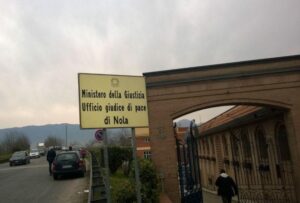 Ministero della Giustizia
Ufficio giudice di pace
di Nola